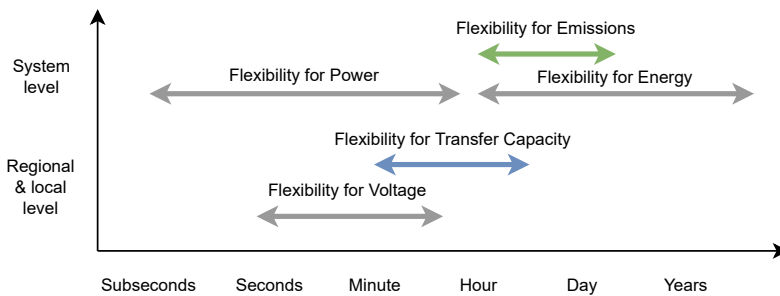 Flexibility for Emissions
System
level
Flexibility for Power
Flexibility for Energy
Flexibility for Transfer Capacity
Regional
& local
level
Flexibility for Voltage
Subseconds Seconds Minute Hour Day Years